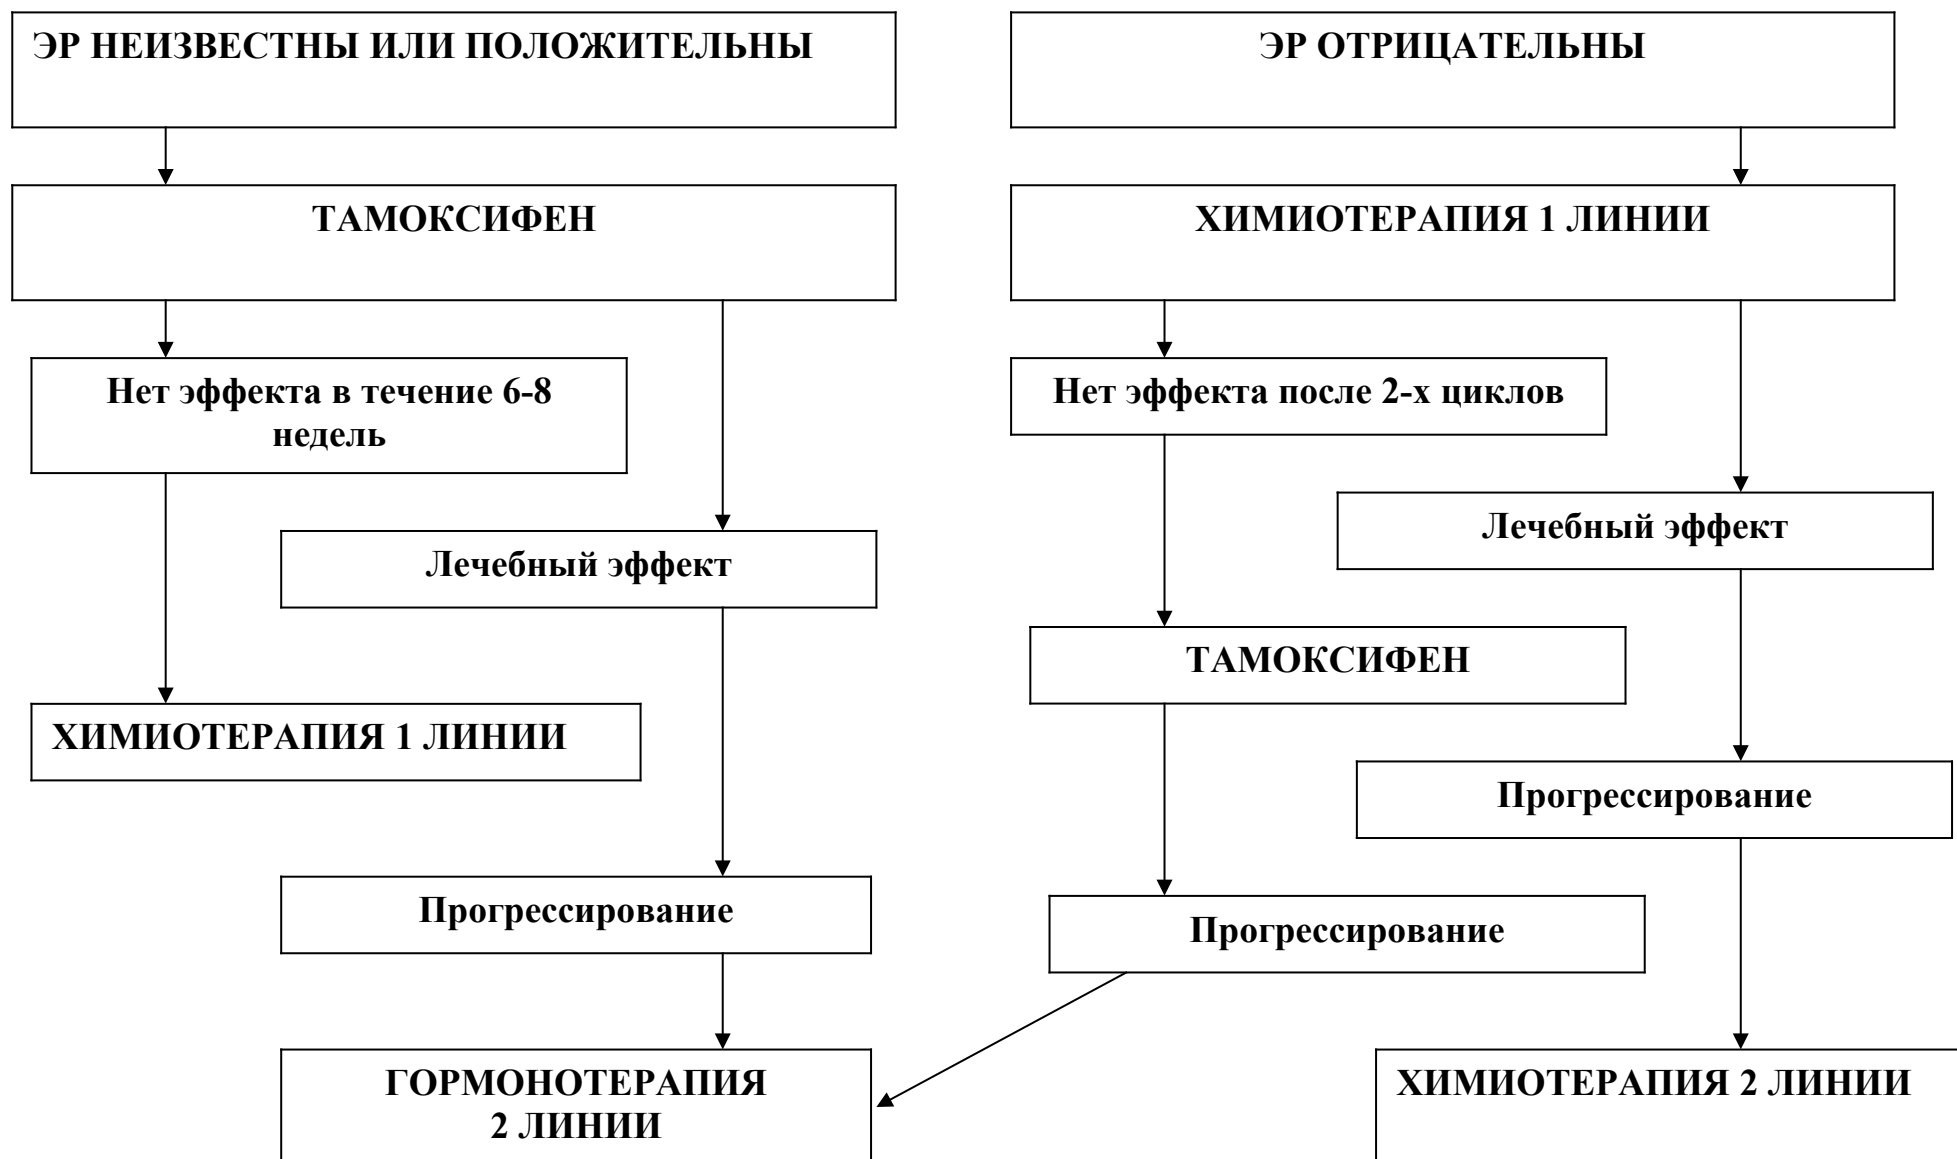 ЭР НЕИЗВЕСТНЫ ИЛИ ПОЛОЖИТЕЛЬНЫ
ЭР ОТРИЦАТЕЛЬНЫ
ТАМОКСИФЕН
ХИМИОТЕРАПИЯ 1 ЛИНИИ
Нет эффекта в течение 6-8
недель
Нет эффекта после 2-х циклов
Лечебный эффект
Лечебный эффект
ТАМОКСИФЕН
ХИМИОТЕРАПИЯ 1 ЛИНИИ
Прогрессирование
Прогрессирование
Прогрессирование
ГОРМОНОТЕРАПИЯ
2 ЛИНИИ
ХИМИОТЕРАПИЯ 2 ЛИНИИ